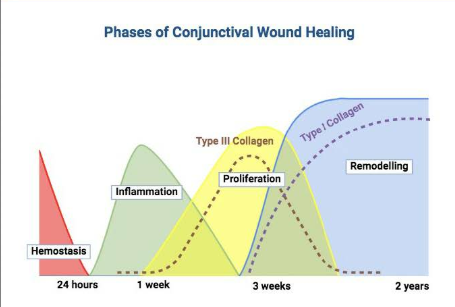 Phases of Conjunctival Wound Healing
Type I Collagen
Type III Collagen
Remodelling
Proliferation
Inflammation
Hemostasis
24 hours
1 week
3 weeks
2 years